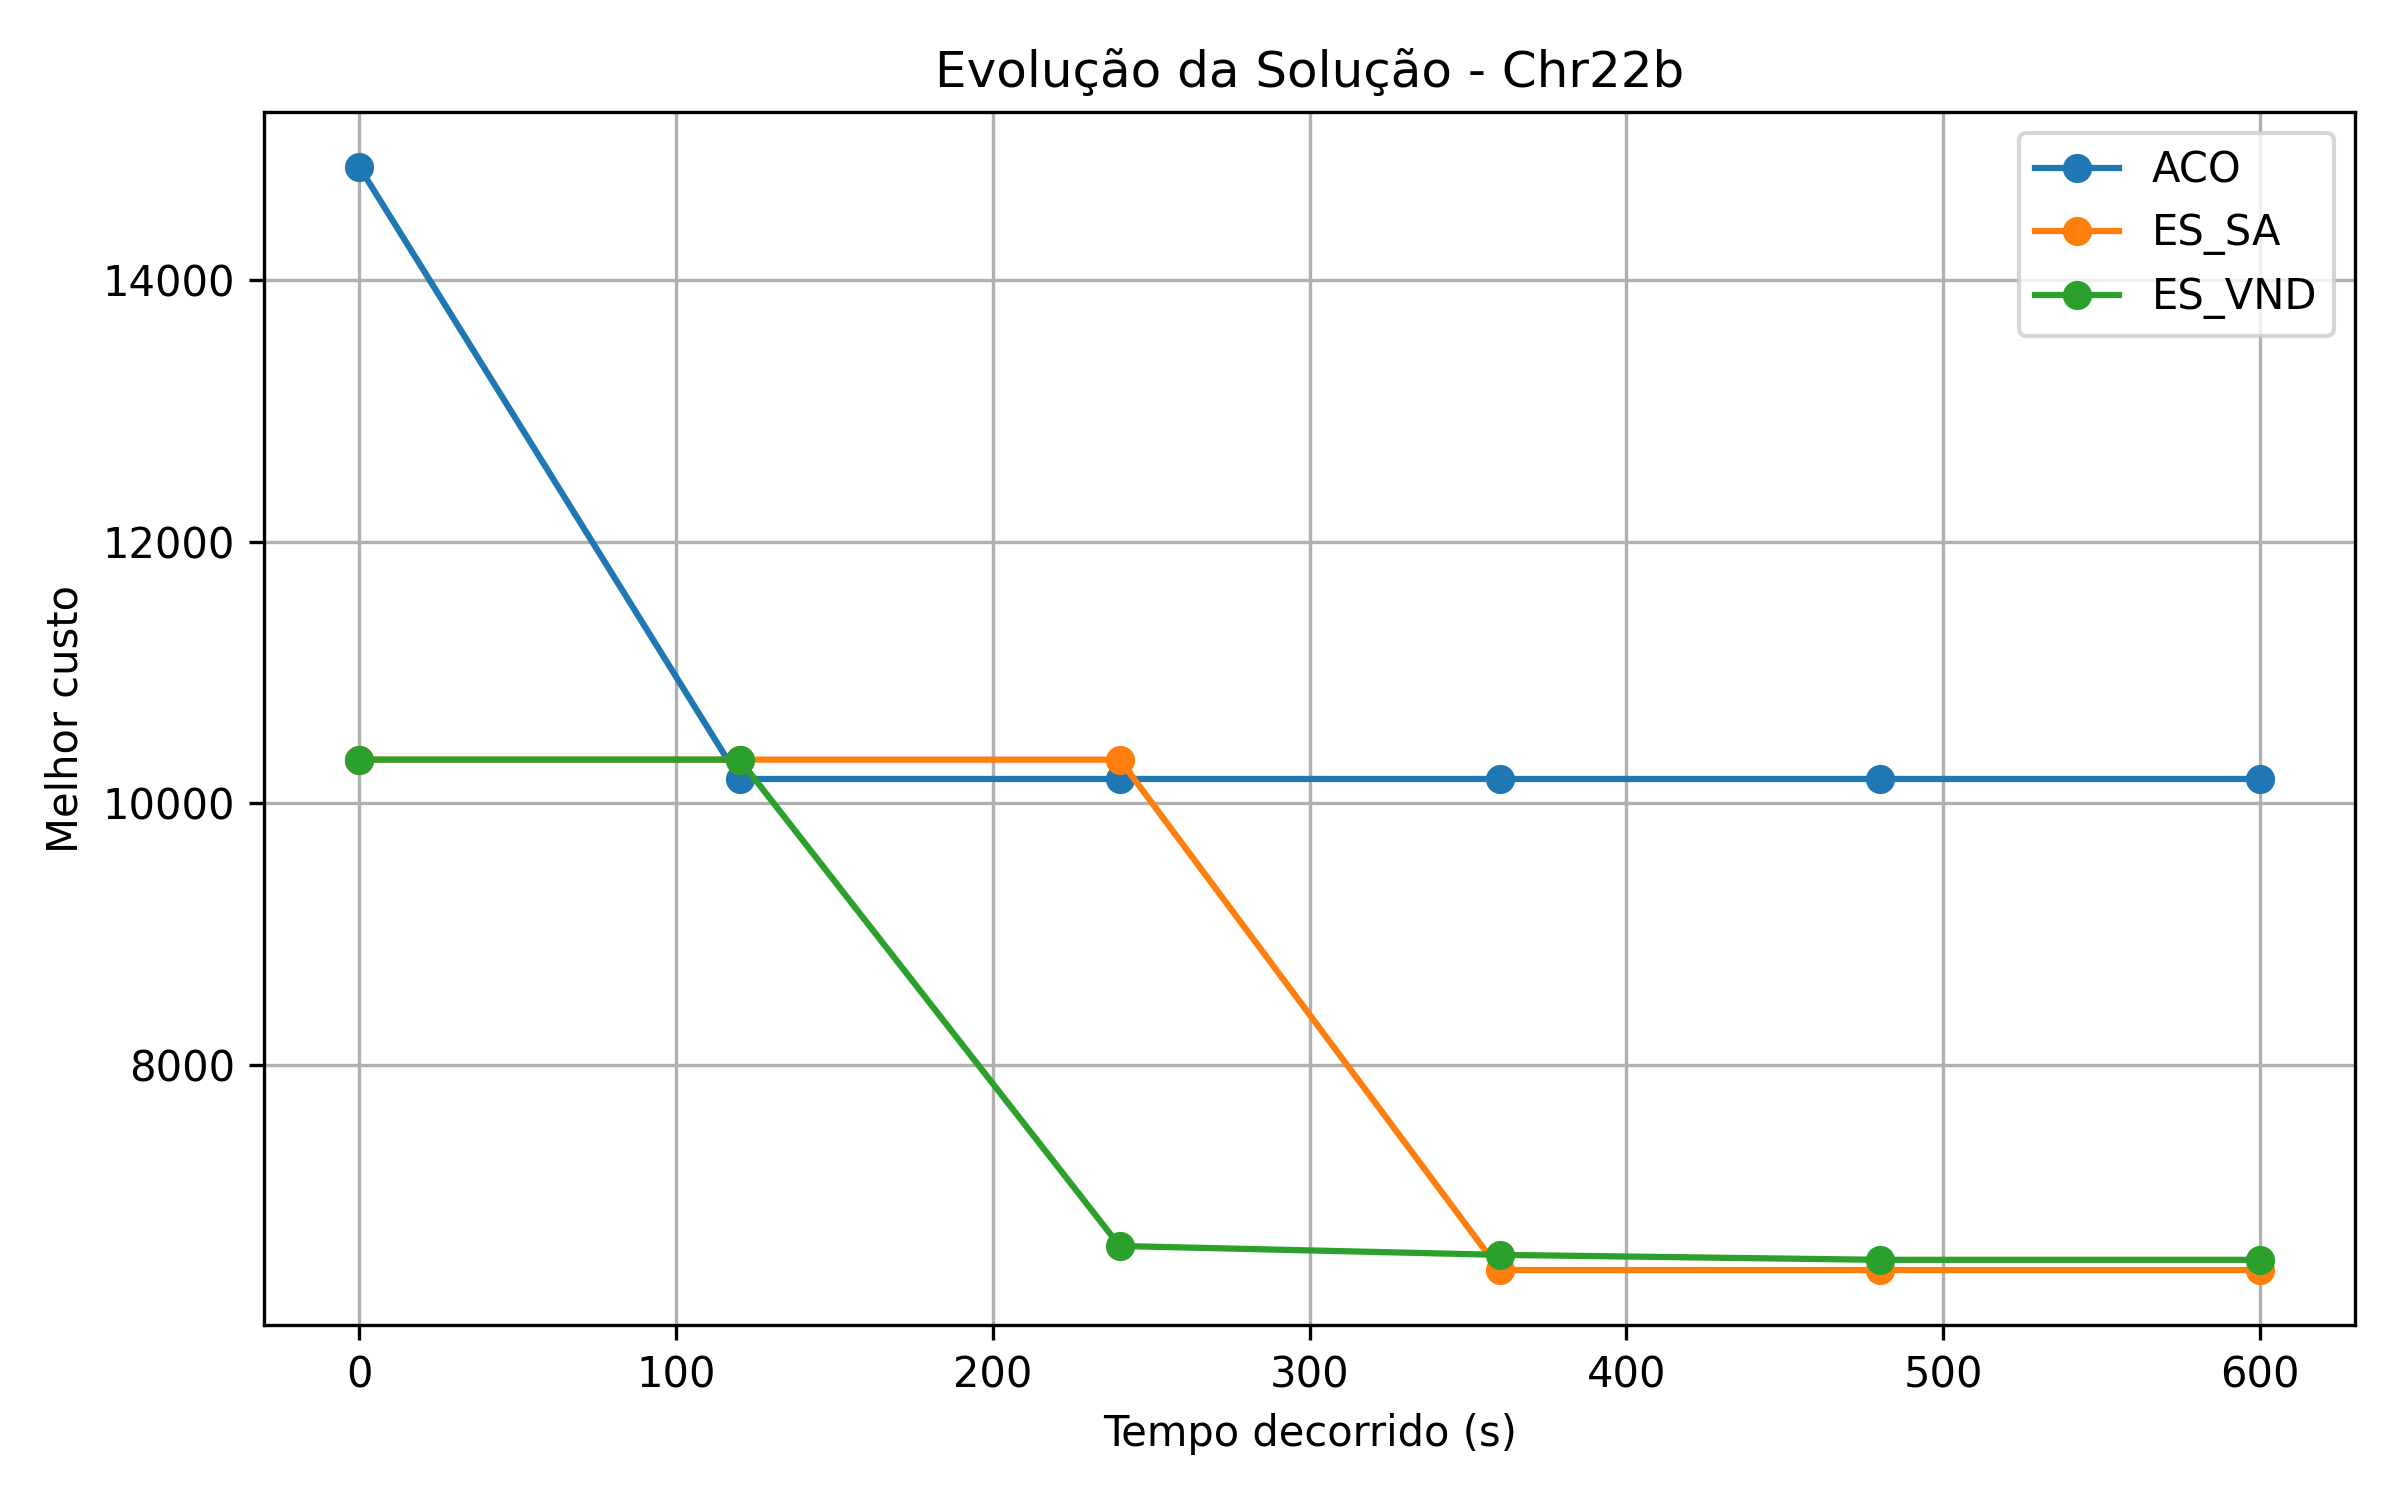 Evolução da Solução - Chr22b
ACO
ES_SA
ES_VND
Melhor custo
14000
12000
10000
8000
0 100 200 300 400 500 600
Tempo decorrido (s)